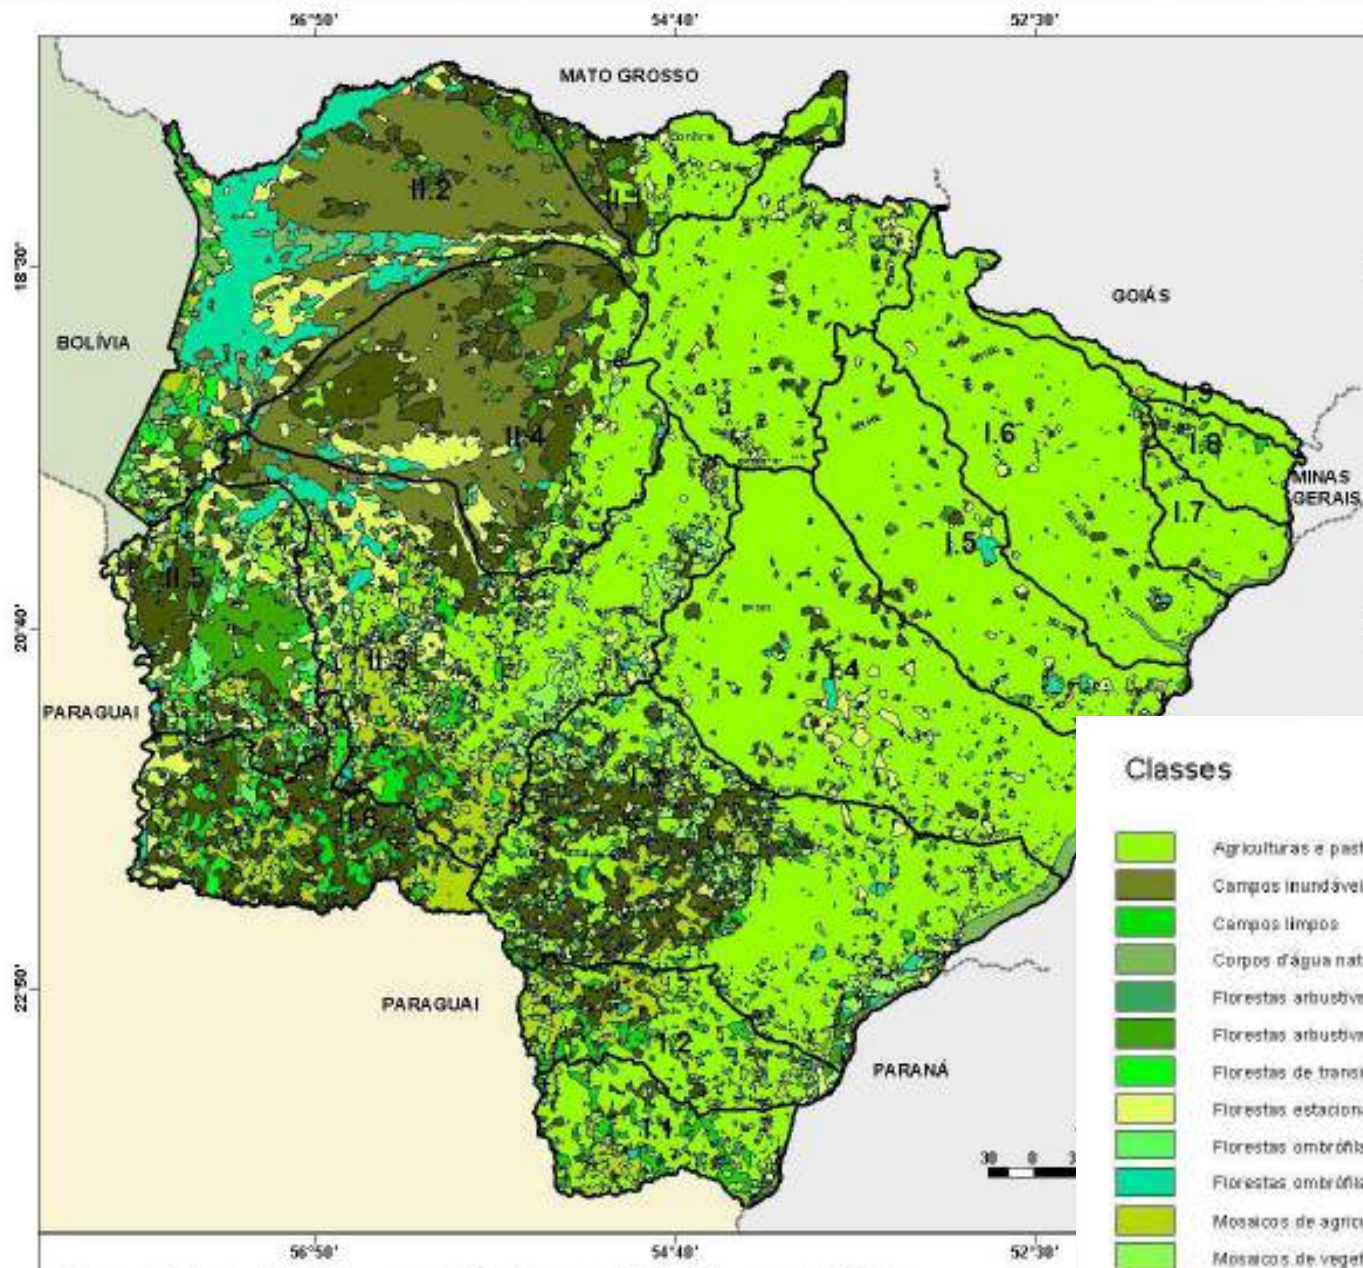 56°50' 54°40' 52°30'
MATO GROSSO
II.2
II.1
18°30'
GOIÁS
BOLÍVIA
I.9
I.6
I.8
II.4
MINAS
GERAIS
I.7
I.5
II.5
20°40'
II.3
I.4
PARAGUAI
II.6
22°50'
PARAGUAI
I.2
PARANÁ
I.1
30 0
56°50' 54°40' 52°30'
Classes
Agriculturas e past
Campos inundávei
Campos limpos
Corpos d'água nat
Florestas arbustiva
Florestas arbustiva
Florestas de transi
Florestas estaciona
Florestas ombrófila
Florestas ombrófila
Mosaicos de agricu
Mosaicos de veget